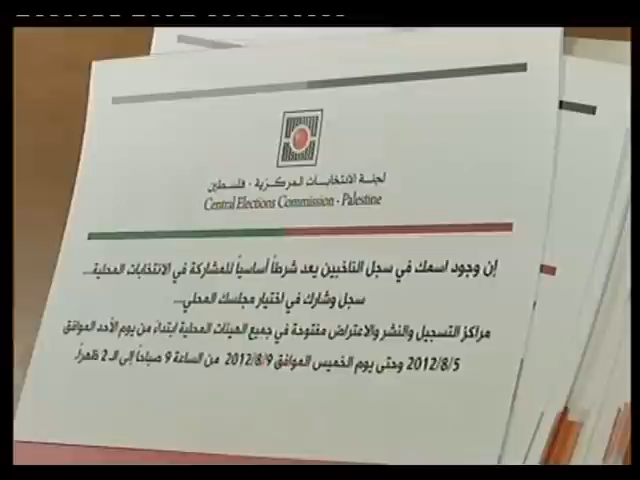 لجنة الانتخابات المركزية - فلسطين
Central Elections Commission - Palestine
إن وجود اسمك في سجل الناخبين يعد شرطاً أساسياً للمشاركة في الانتخابات المحلية...
سجل وشارك في اختيار مجلسك المحلي...
مراكز التسجيل والنشر والاعتراض مفتوحة في جميع الهيئات المحلية ابتداءً من يوم الأحد الموافق
2012/8/5 وحتى يوم الخميس الموافق 2012/8/9 من الساعة 9 صباحاً إلى الـ 2 ظهراً.